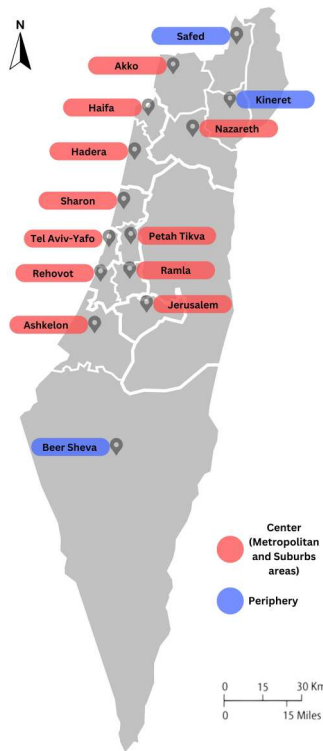 N
Safed
Akko
Kineret
Haifa
Nazareth
Hadera
Sharon
Tel Aviv-Yafo
Petah Tikva
Rehovot
Ramla
Jerusalem
Ashkelon
Beer Sheva
Center
(Metropolitan
and Suburbs
areas)
Periphery
0 15 30 Km
0 15 Miles